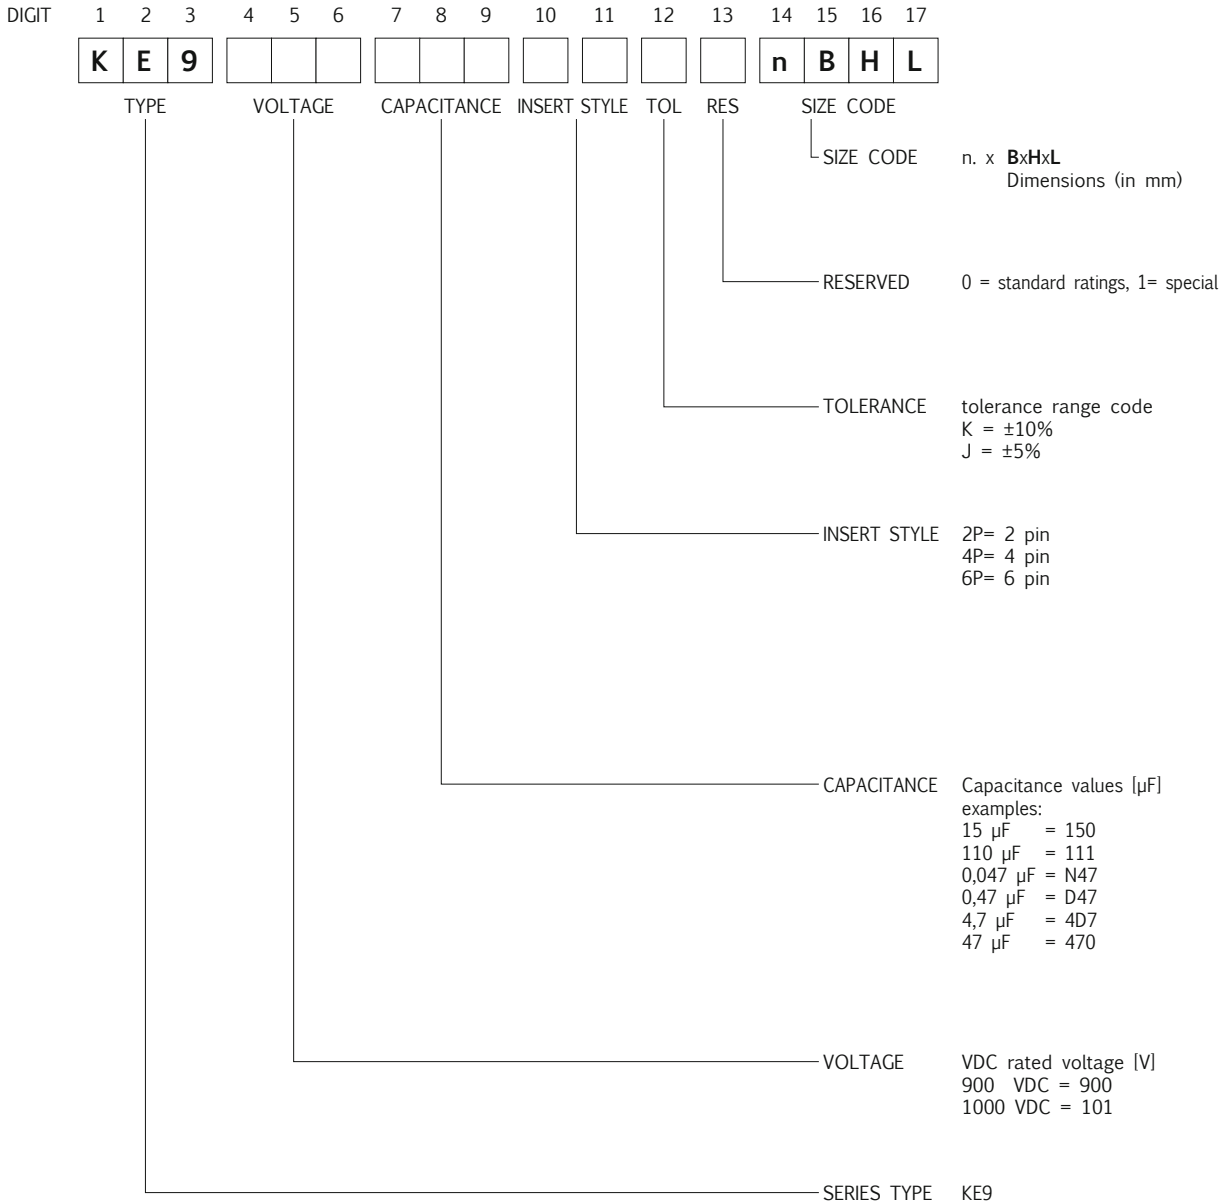 DIGIT 1 2 3 4 5 6 7 8 9 10 11 12 13 14 15 16 17
K E 9 n B H L
TYPE VOLTAGE CAPACITANCE INSERT STYLE TOL RES SIZE CODE
SIZE CODE n. x BxHxL
Dimensions (in mm)
RESERVED 0 = standard ratings, 1= special
TOLERANCE tolerance range code
K = ±10%
J = ±5%
INSERT STYLE 2P= 2 pin
4P= 4 pin
6P= 6 pin
CAPACITANCE Capacitance values [µF]
examples:
15 µF = 150
110 µF = 111
0,047 µF = N47
0,47 µF = D47
4,7 µF = 4D7
47 µF = 470
VOLTAGE VDC rated voltage [V]
900 VDC = 900
1000 VDC = 101
SERIES TYPE KE9